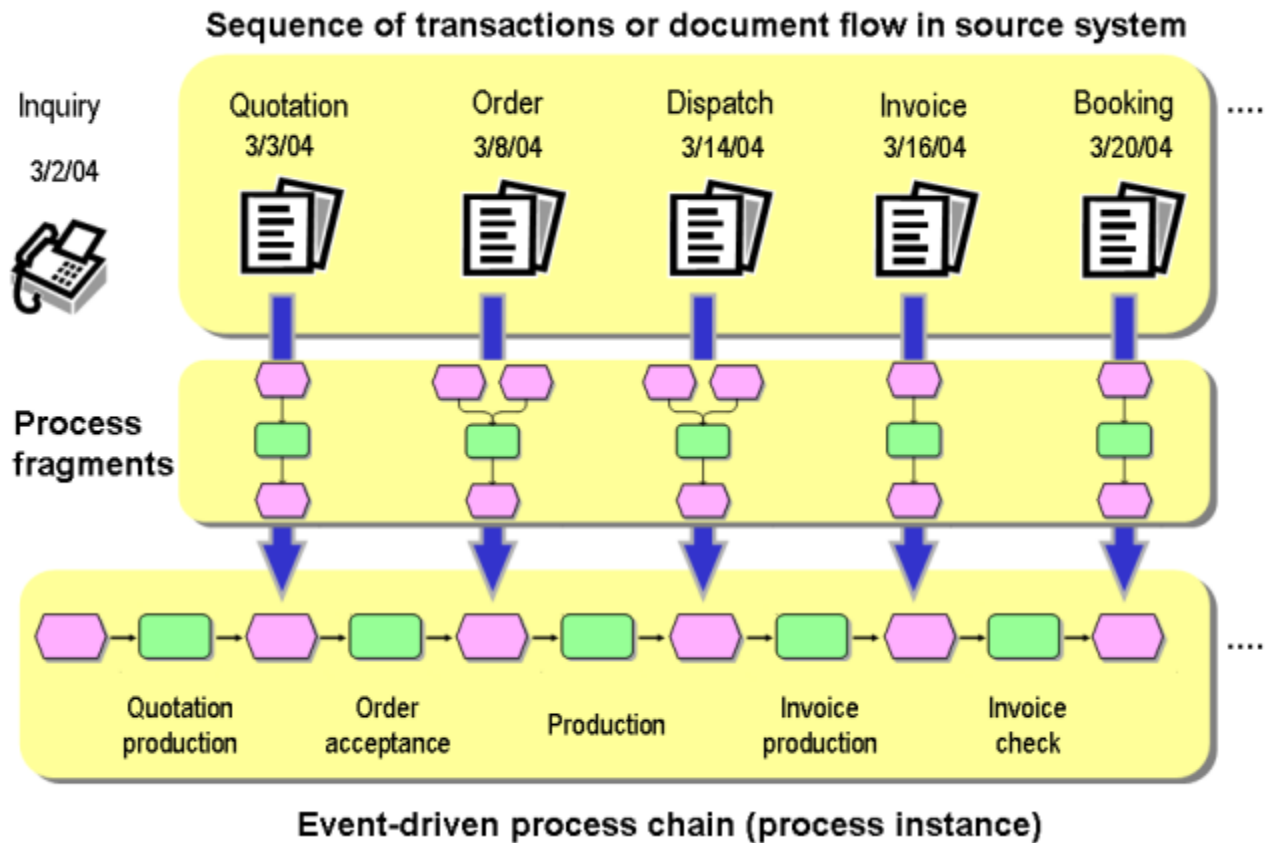 Sequence of transactions or document flow in source system
Inquiry
3/2/04
Quotation
3/3/04
Order
3/8/04
Dispatch
3/14/04
Invoice
3/16/04
Booking
3/20/04
....
Process
fragments
Quotation
production
Order
acceptance
Production
Invoice
production
Invoice
check
....
Event-driven process chain (process instance)